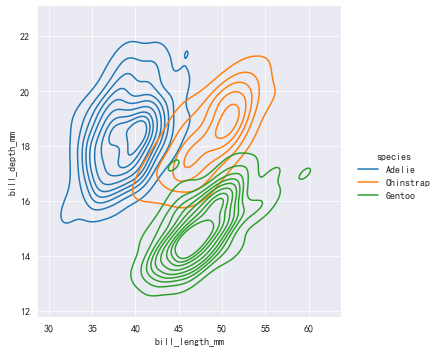 22
20
18
16
14
12
bill_depth_mm
30 35 40 45 50 55 60
bill_length_mm
species
Adelie
Chinstrap
Gentoo